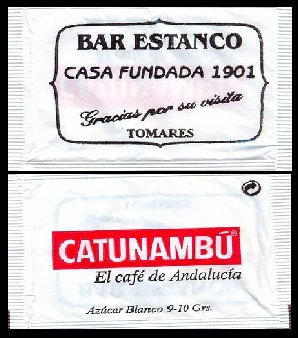 BAR ESTANCO
CASA FUNDADA 1901
Gracias por su visita
TOMARES
CATUNAMBÚ®
El café de Andalucía
Azúcar Blanco 9-10 Grs.